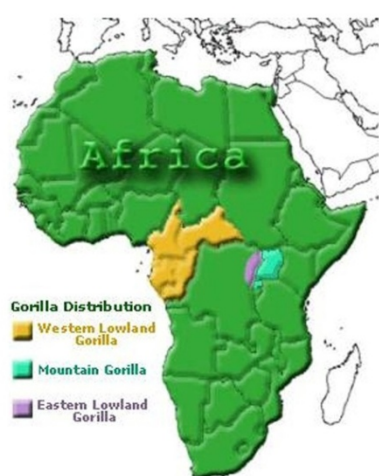 Africa
Gorilla Distribution
Western Lowland
Gorilla
Mountain Gorilla
Eastern Lowland
Gorilla